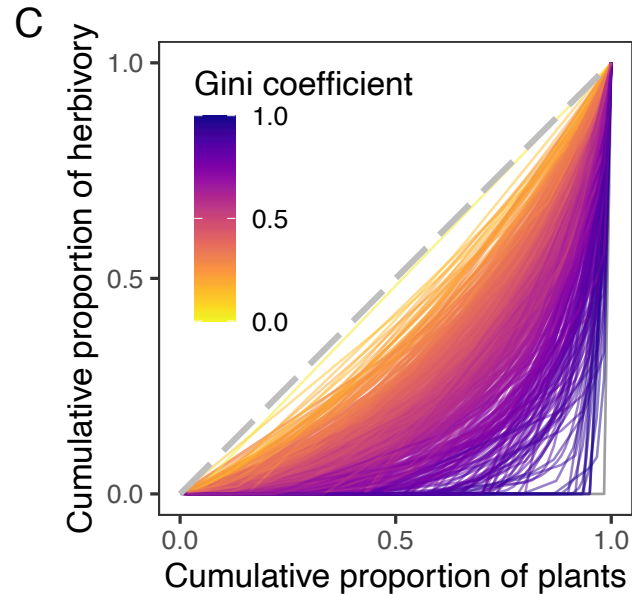 C
Cumulative proportion of herbivory
1.0
0.5
0.0
Gini coefficient
1.0
0.5
0.0
0.0
0.5
1.0
Cumulative proportion of plants